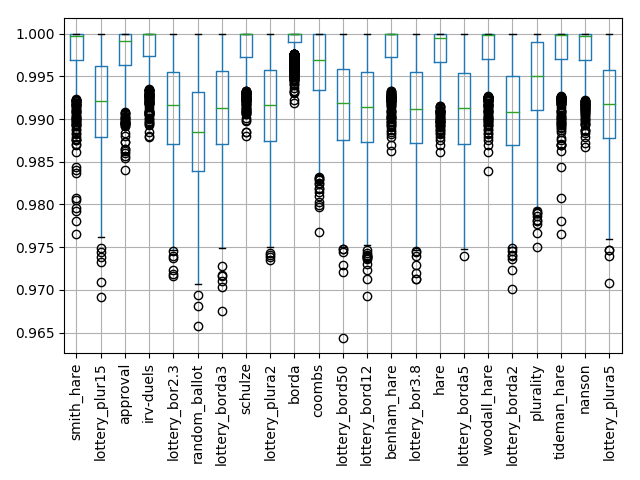 1.000
0.995
0.990
0.985
0.980
0.975
0.970
0.965
smith_hare
lottery_plur15
approval
irv-duels
lottery_bor2.3
random_ballot
lottery_borda3
schulze
lottery_plura2
borda
coombs
lottery_bord50
lottery_bord12
benham_hare
lottery_bor3.8
hare
lottery_borda5
woodall_hare
lottery_borda2
plurality
tideman_hare
nanson
lottery_plura5